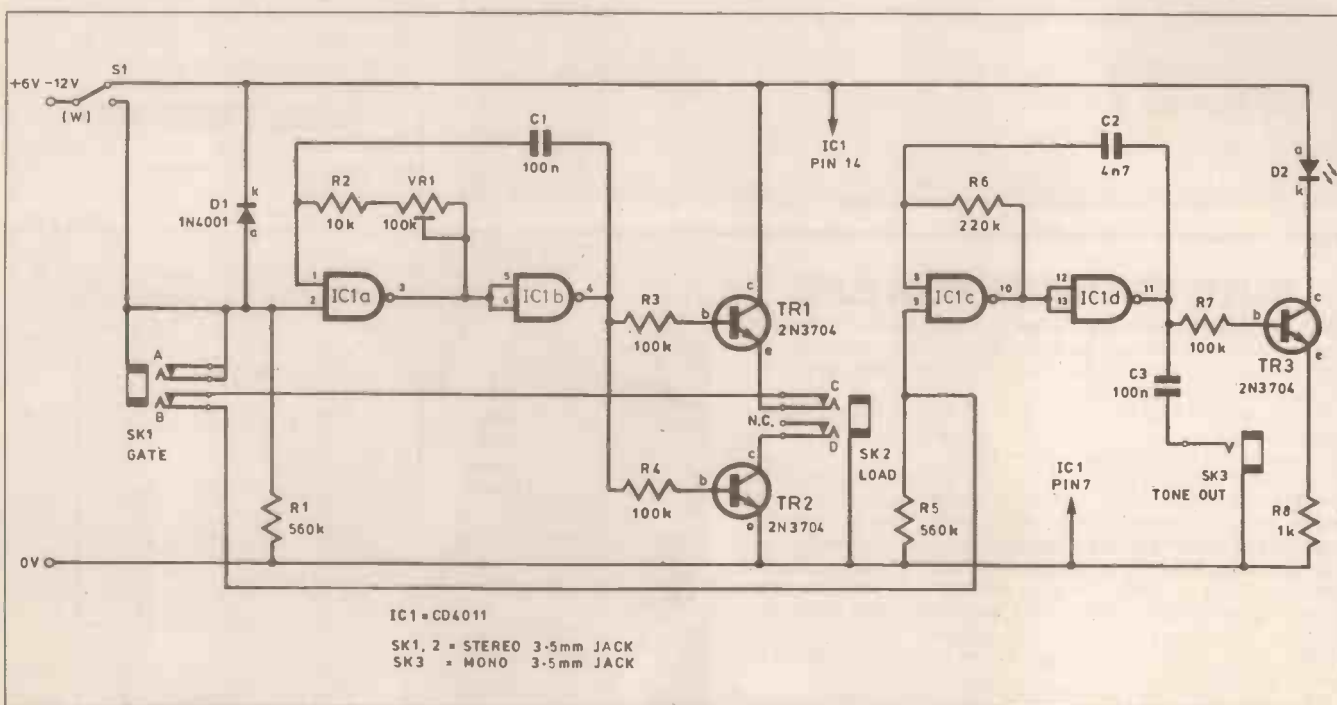 +6V -12V
S1
(W)
D1
1N4001
k
a
R2
10k
VR1
100k
C1
100n
1
2
IC1a
3
5
6
IC1b
4
R3
100k
b
c
e
TR1
2N3704
IC1
PIN 14
C2
4n7
R6
220k
8
9
IC1c
10
12
13
IC1d
11
R7
100k
b
c
e
TR3
2N3704
a
D2
k
C3
100n
SK3
TONE OUT
R8
1k
A
B
SK1
GATE
R1
560k
R4
100k
b
c
e
TR2
2N3704
N.C.
C
D
SK2
LOAD
R5
560k
IC1
PIN7
0V
IC1 = CD4011
SK1, 2 = STEREO 3·5mm JACK
SK3 = MONO 3·5mm JACK